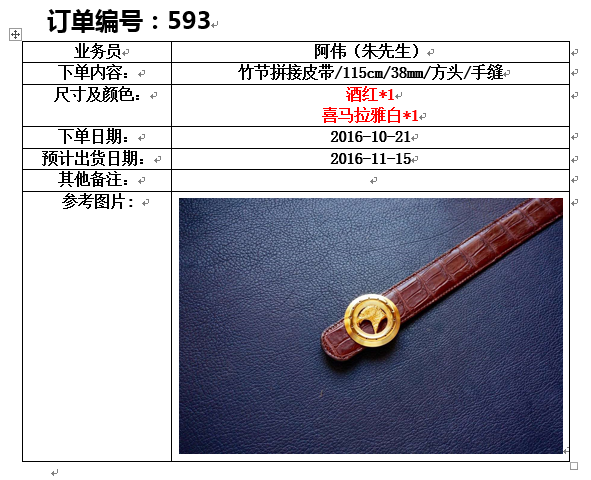 订单编号：593
业务员 阿伟（朱先生）
下单内容： 竹节拼接皮带/115cm/38mm/方头/手缝
尺寸及颜色： 酒红*1
喜马拉雅白*1
下单日期： 2016-10-21
预计出货日期： 2016-11-15
其他备注：
参考图片：